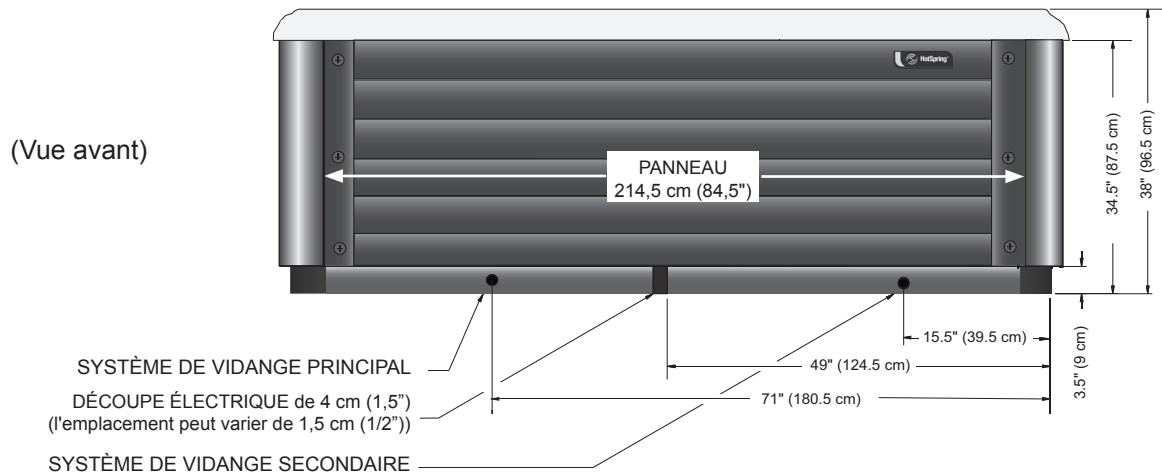 HotSpring
(Vue avant)
PANNEAU
214,5 cm (84,5")
34.5" (87.5 cm)
38" (96.5 cm)
15.5" (39.5 cm)
3.5" (9 cm)
SYSTÈME DE VIDANGE PRINCIPAL
49" (124.5 cm)
DÉCOUPE ÉLECTRIQUE de 4 cm (1,5”)
71" (180.5 cm)
(l'emplacement peut varier de 1,5 cm (1/2”))
SYSTÈME DE VIDANGE SECONDAIRE